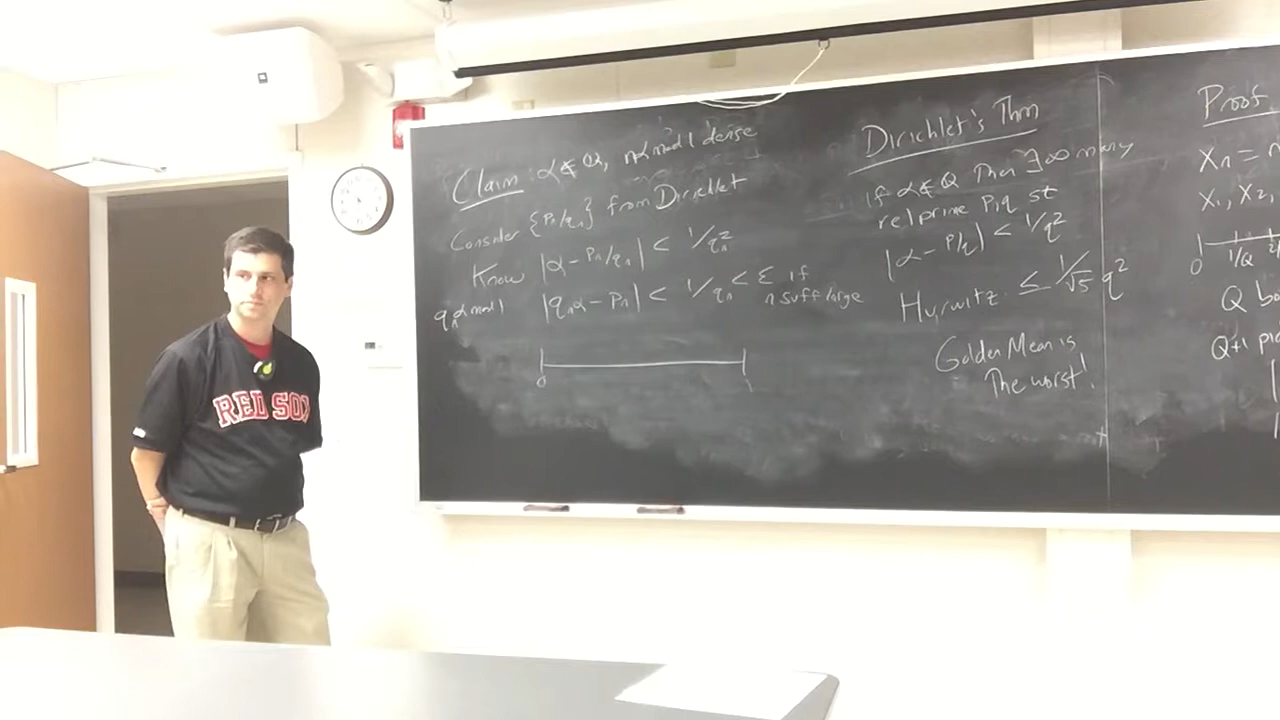 Claim: α∉Q, nα mod 1 dense
Consider {Pn/qn} from Dirichlet
Know |α - Pn/qn| < 1/qn²
qnα mod 1 |qnα - Pn| < 1/qn < ε if
n suff large
0 1
Dirichlet's Thm
if α∉Q Then ∃ ∞ many
rel prime P,q st
|α - P/q| < 1/q²
Hurwitz: ≤ 1/√5 q²
Golden Mean is
The worst!
Proof
Xn = n
X1, X2,
0 1/Q 2/
Q bo
Q+1 pi
RED SOX